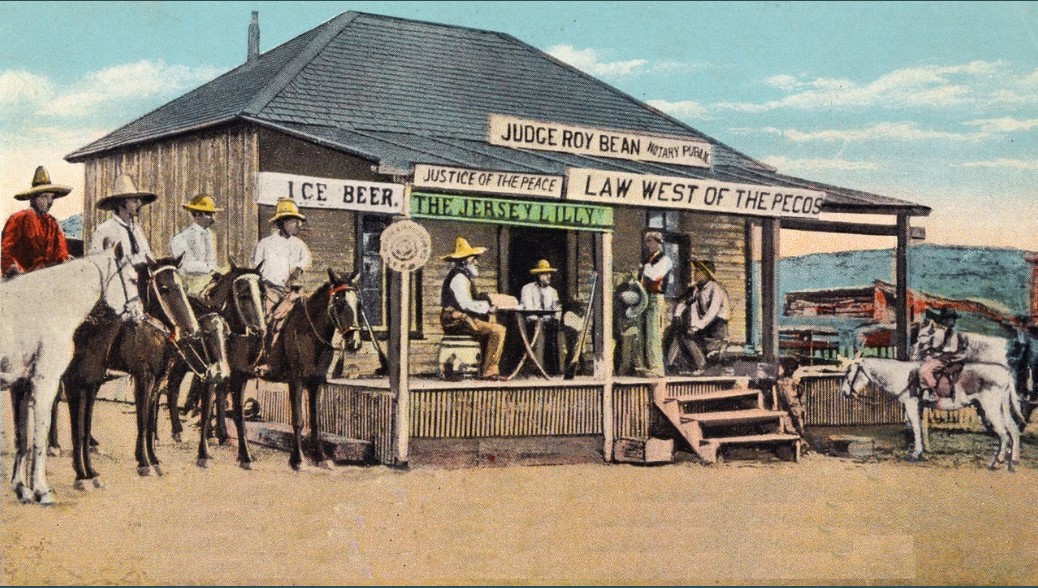 JUDGE ROY BEAN NOTARY PUBLIC
JUSTICE OF THE PEACE
LAW WEST OF THE PECOS
ICE BEER.
THE JERSEY LILLY